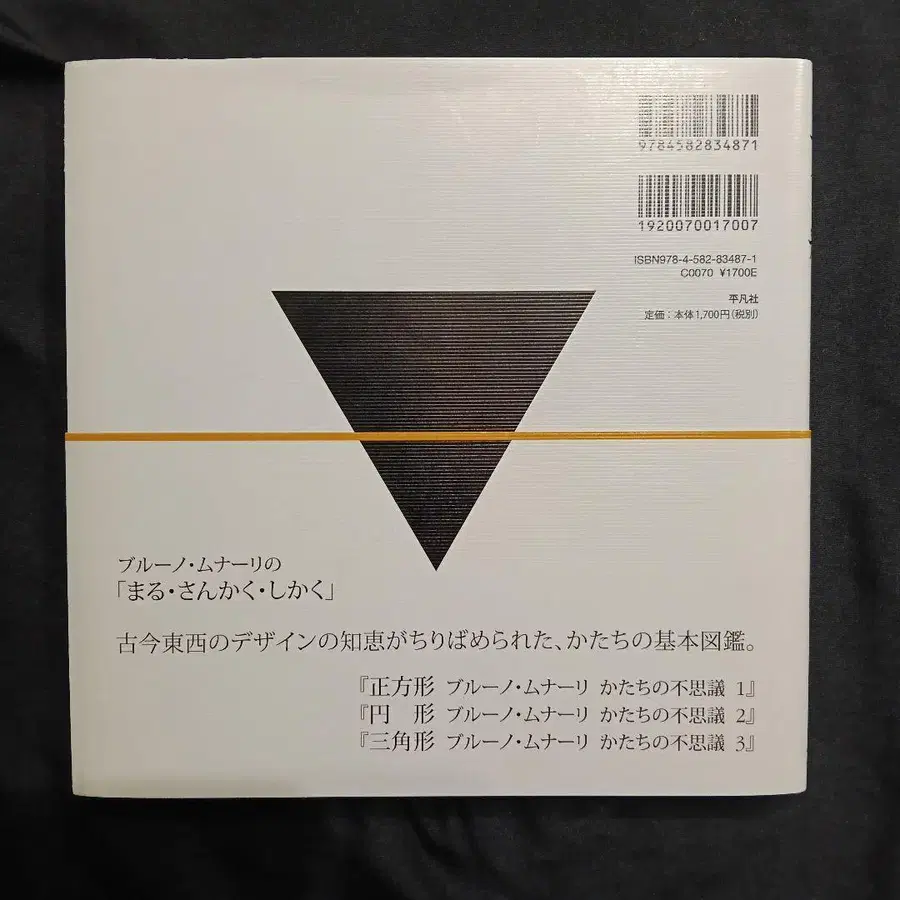 9784582834871
1920070017007
ISBN978-4-582-83487-1
C0070 ¥1700E
平凡社
定価：本体1,700円（税別）
ブルーノ・ムナーリの
「まる・さんかく・しかく」
古今東西のデザインの知恵がちりばめられた、かたちの基本図鑑。
『正方形 ブルーノ・ムナーリ かたちの不思議 1』
『円　形 ブルーノ・ムナーリ かたちの不思議 2』
『三角形 ブルーノ・ムナーリ かたちの不思議 3』